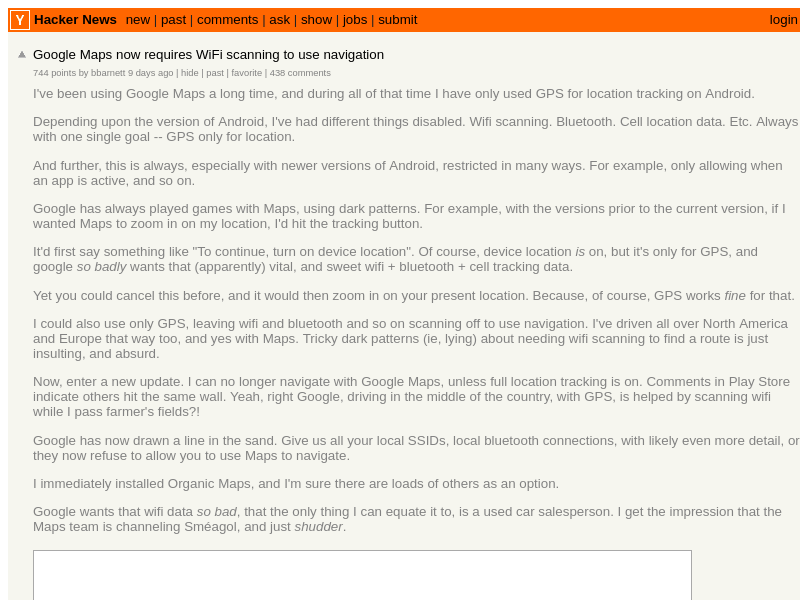 Y Hacker News new | past | comments | ask | show | jobs | submit login
Google Maps now requires WiFi scanning to use navigation
744 points by bbarnett 9 days ago | hide | past | favorite | 438 comments
I've been using Google Maps a long time, and during all of that time I have only used GPS for location tracking on Android.
Depending upon the version of Android, I've had different things disabled. Wifi scanning. Bluetooth. Cell location data. Etc. Always
with one single goal -- GPS only for location.
And further, this is always, especially with newer versions of Android, restricted in many ways. For example, only allowing when
an app is active, and so on.
Google has always played games with Maps, using dark patterns. For example, with the versions prior to the current version, if I
wanted Maps to zoom in on my location, I'd hit the tracking button.
It'd first say something like "To continue, turn on device location". Of course, device location is on, but it's only for GPS, and
google so badly wants that (apparently) vital, and sweet wifi + bluetooth + cell tracking data.
Yet you could cancel this before, and it would then zoom in on your present location. Because, of course, GPS works fine for that.
I could also use only GPS, leaving wifi and bluetooth and so on scanning off to use navigation. I've driven all over North America
and Europe that way too, and yes with Maps. Tricky dark patterns (ie, lying) about needing wifi scanning to find a route is just
insulting, and absurd.
Now, enter a new update. I can no longer navigate with Google Maps, unless full location tracking is on. Comments in Play Store
indicate others hit the same wall. Yeah, right Google, driving in the middle of the country, with GPS, is helped by scanning wifi
while I pass farmer's fields?!
Google has now drawn a line in the sand. Give us all your local SSIDs, local bluetooth connections, with likely even more detail, or
they now refuse to allow you to use Maps to navigate.
I immediately installed Organic Maps, and I'm sure there are loads of others as an option.
Google wants that wifi data so bad, that the only thing I can equate it to, is a used car salesperson. I get the impression that the
Maps team is channeling Sméagol, and just shudder.